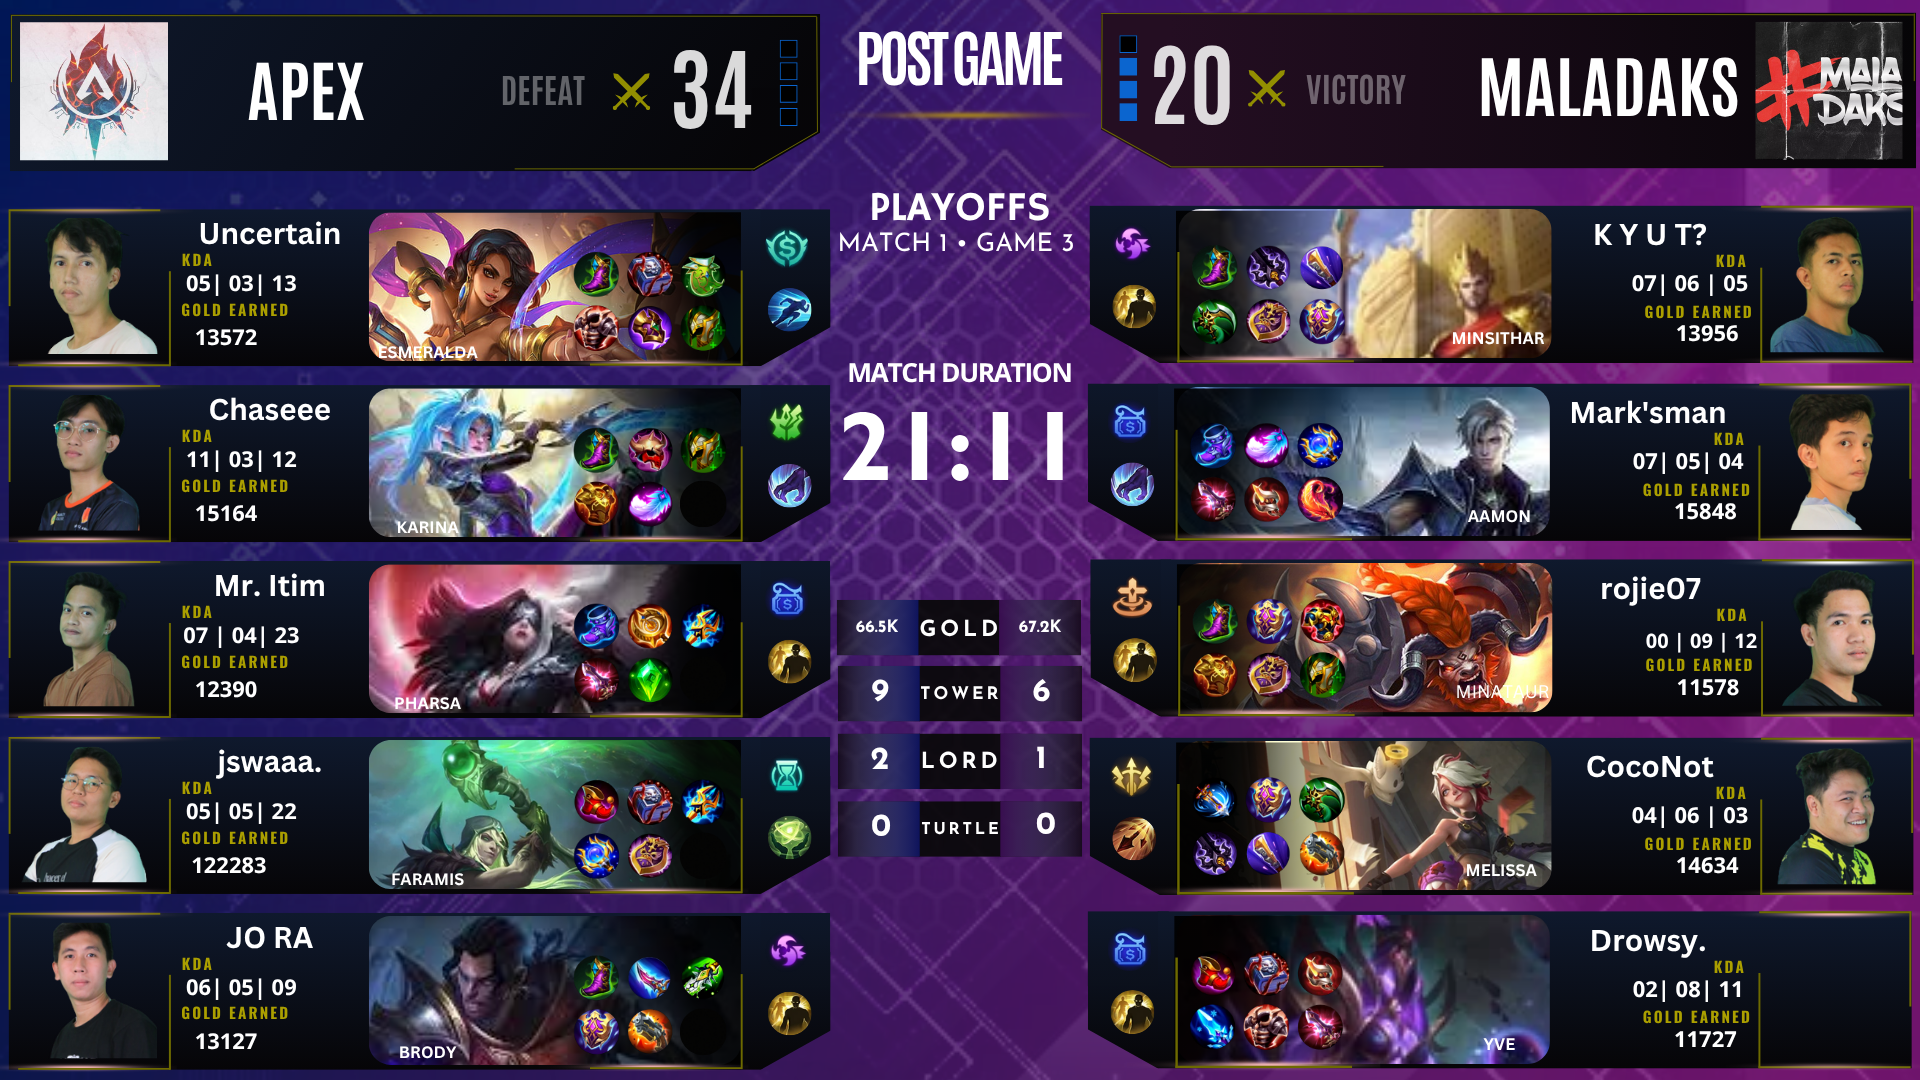 APEX
DEFEAT
34
POST GAME
20
VICTORY
MALADAKS
MALA
DAKS
PLAYOFFS
MATCH 1 • GAME 3
MATCH DURATION
21:11
66.5K GOLD 67.2K
9 TOWER 6
2 LORD 1
0 TURTLE 0
Uncertain
KDA
05| 03| 13
GOLD EARNED
13572
ESMERALDA
Chaseee
KDA
11| 03| 12
GOLD EARNED
15164
KARINA
Mr. Itim
KDA
07 | 04| 23
GOLD EARNED
12390
PHARSA
jswaaa.
KDA
05| 05| 22
GOLD EARNED
122283
FARAMIS
JO RA
KDA
06| 05| 09
GOLD EARNED
13127
BRODY
K Y U T?
KDA
07| 06 | 05
GOLD EARNED
13956
MINSITHAR
Mark'sman
KDA
07| 05| 04
GOLD EARNED
15848
AAMON
rojie07
KDA
00 | 09 | 12
GOLD EARNED
11578
MINATAUR
CocoNot
KDA
04| 06 | 03
GOLD EARNED
14634
MELISSA
Drowsy.
KDA
02| 08| 11
GOLD EARNED
11727
YVE